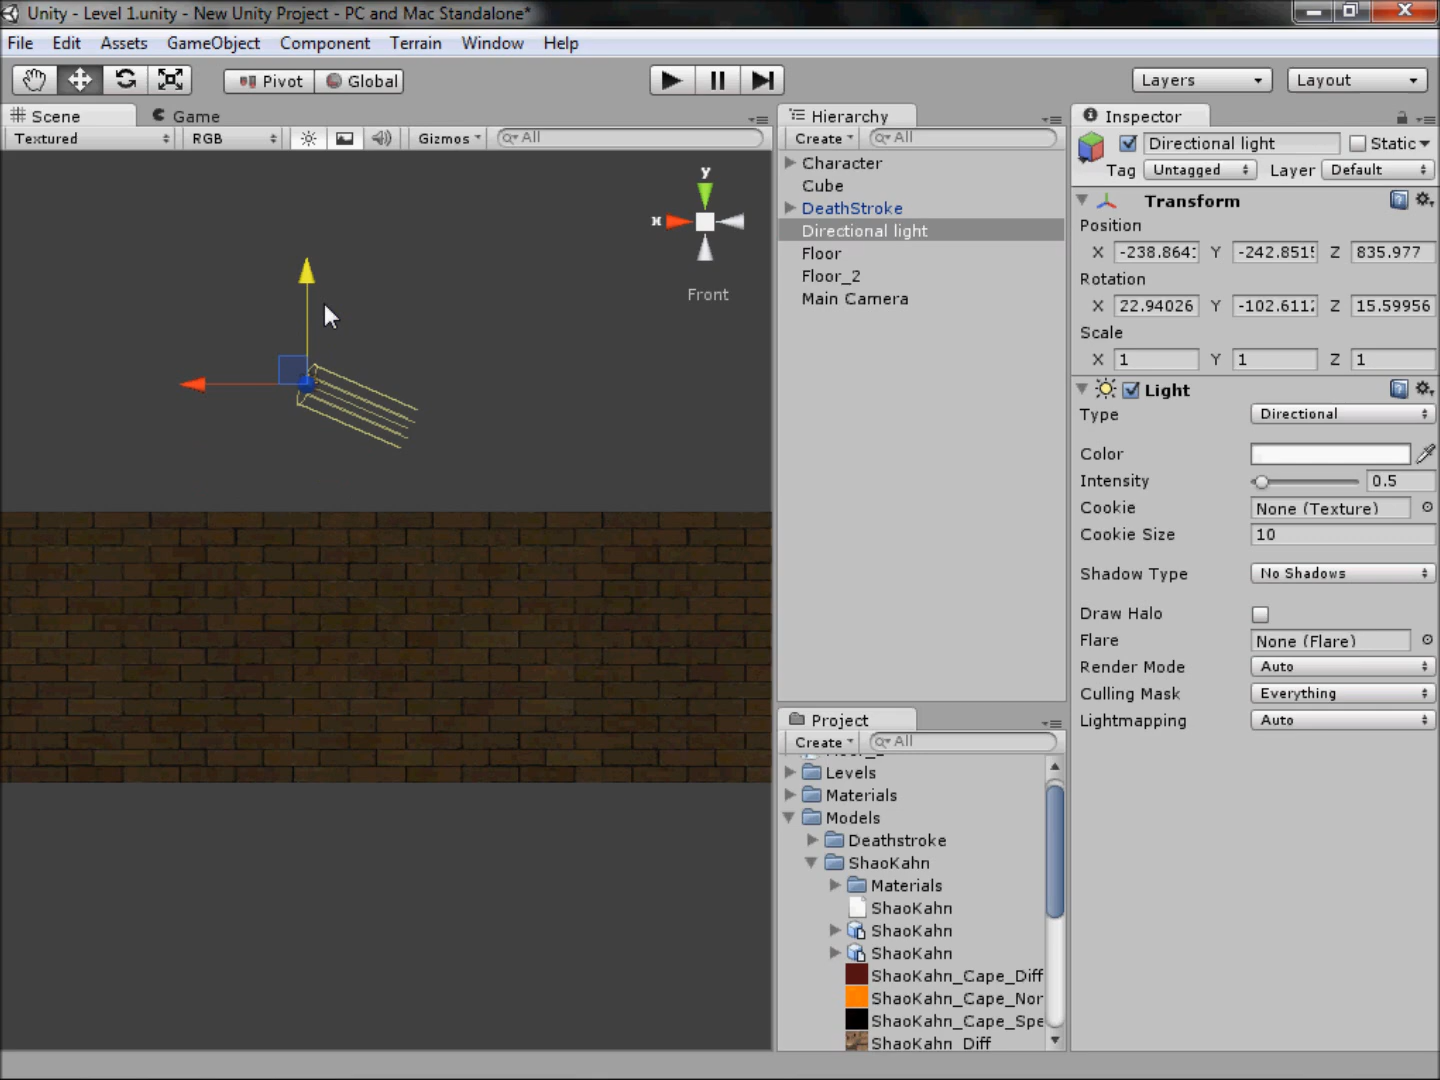 Unity - Level 1.unity - New Unity Project - PC and Mac Standalone*
File Edit Assets GameObject Component Terrain Window Help
Pivot Global Layers Layout
Scene Game
Textured RGB Gizmos All
y
x
Front
Hierarchy
Create All
Character
Cube
DeathStroke
Directional light
Floor
Floor_2
Main Camera
Project
Create All
Levels
Materials
Models
Deathstroke
ShaoKahn
Materials
ShaoKahn
ShaoKahn
ShaoKahn
ShaoKahn_Cape_Diff
ShaoKahn_Cape_Nor
ShaoKahn_Cape_Spe
ShaoKahn_Diff
Inspector
Directional light Static
Tag Untagged Layer Default
Transform
Position
X -238.864 Y -242.851 Z 835.977
Rotation
X 22.94026 Y -102.611 Z 15.59956
Scale
X 1 Y 1 Z 1
Light
Type Directional
Color
Intensity 0.5
Cookie None (Texture)
Cookie Size 10
Shadow Type No Shadows
Draw Halo
Flare None (Flare)
Render Mode Auto
Culling Mask Everything
Lightmapping Auto